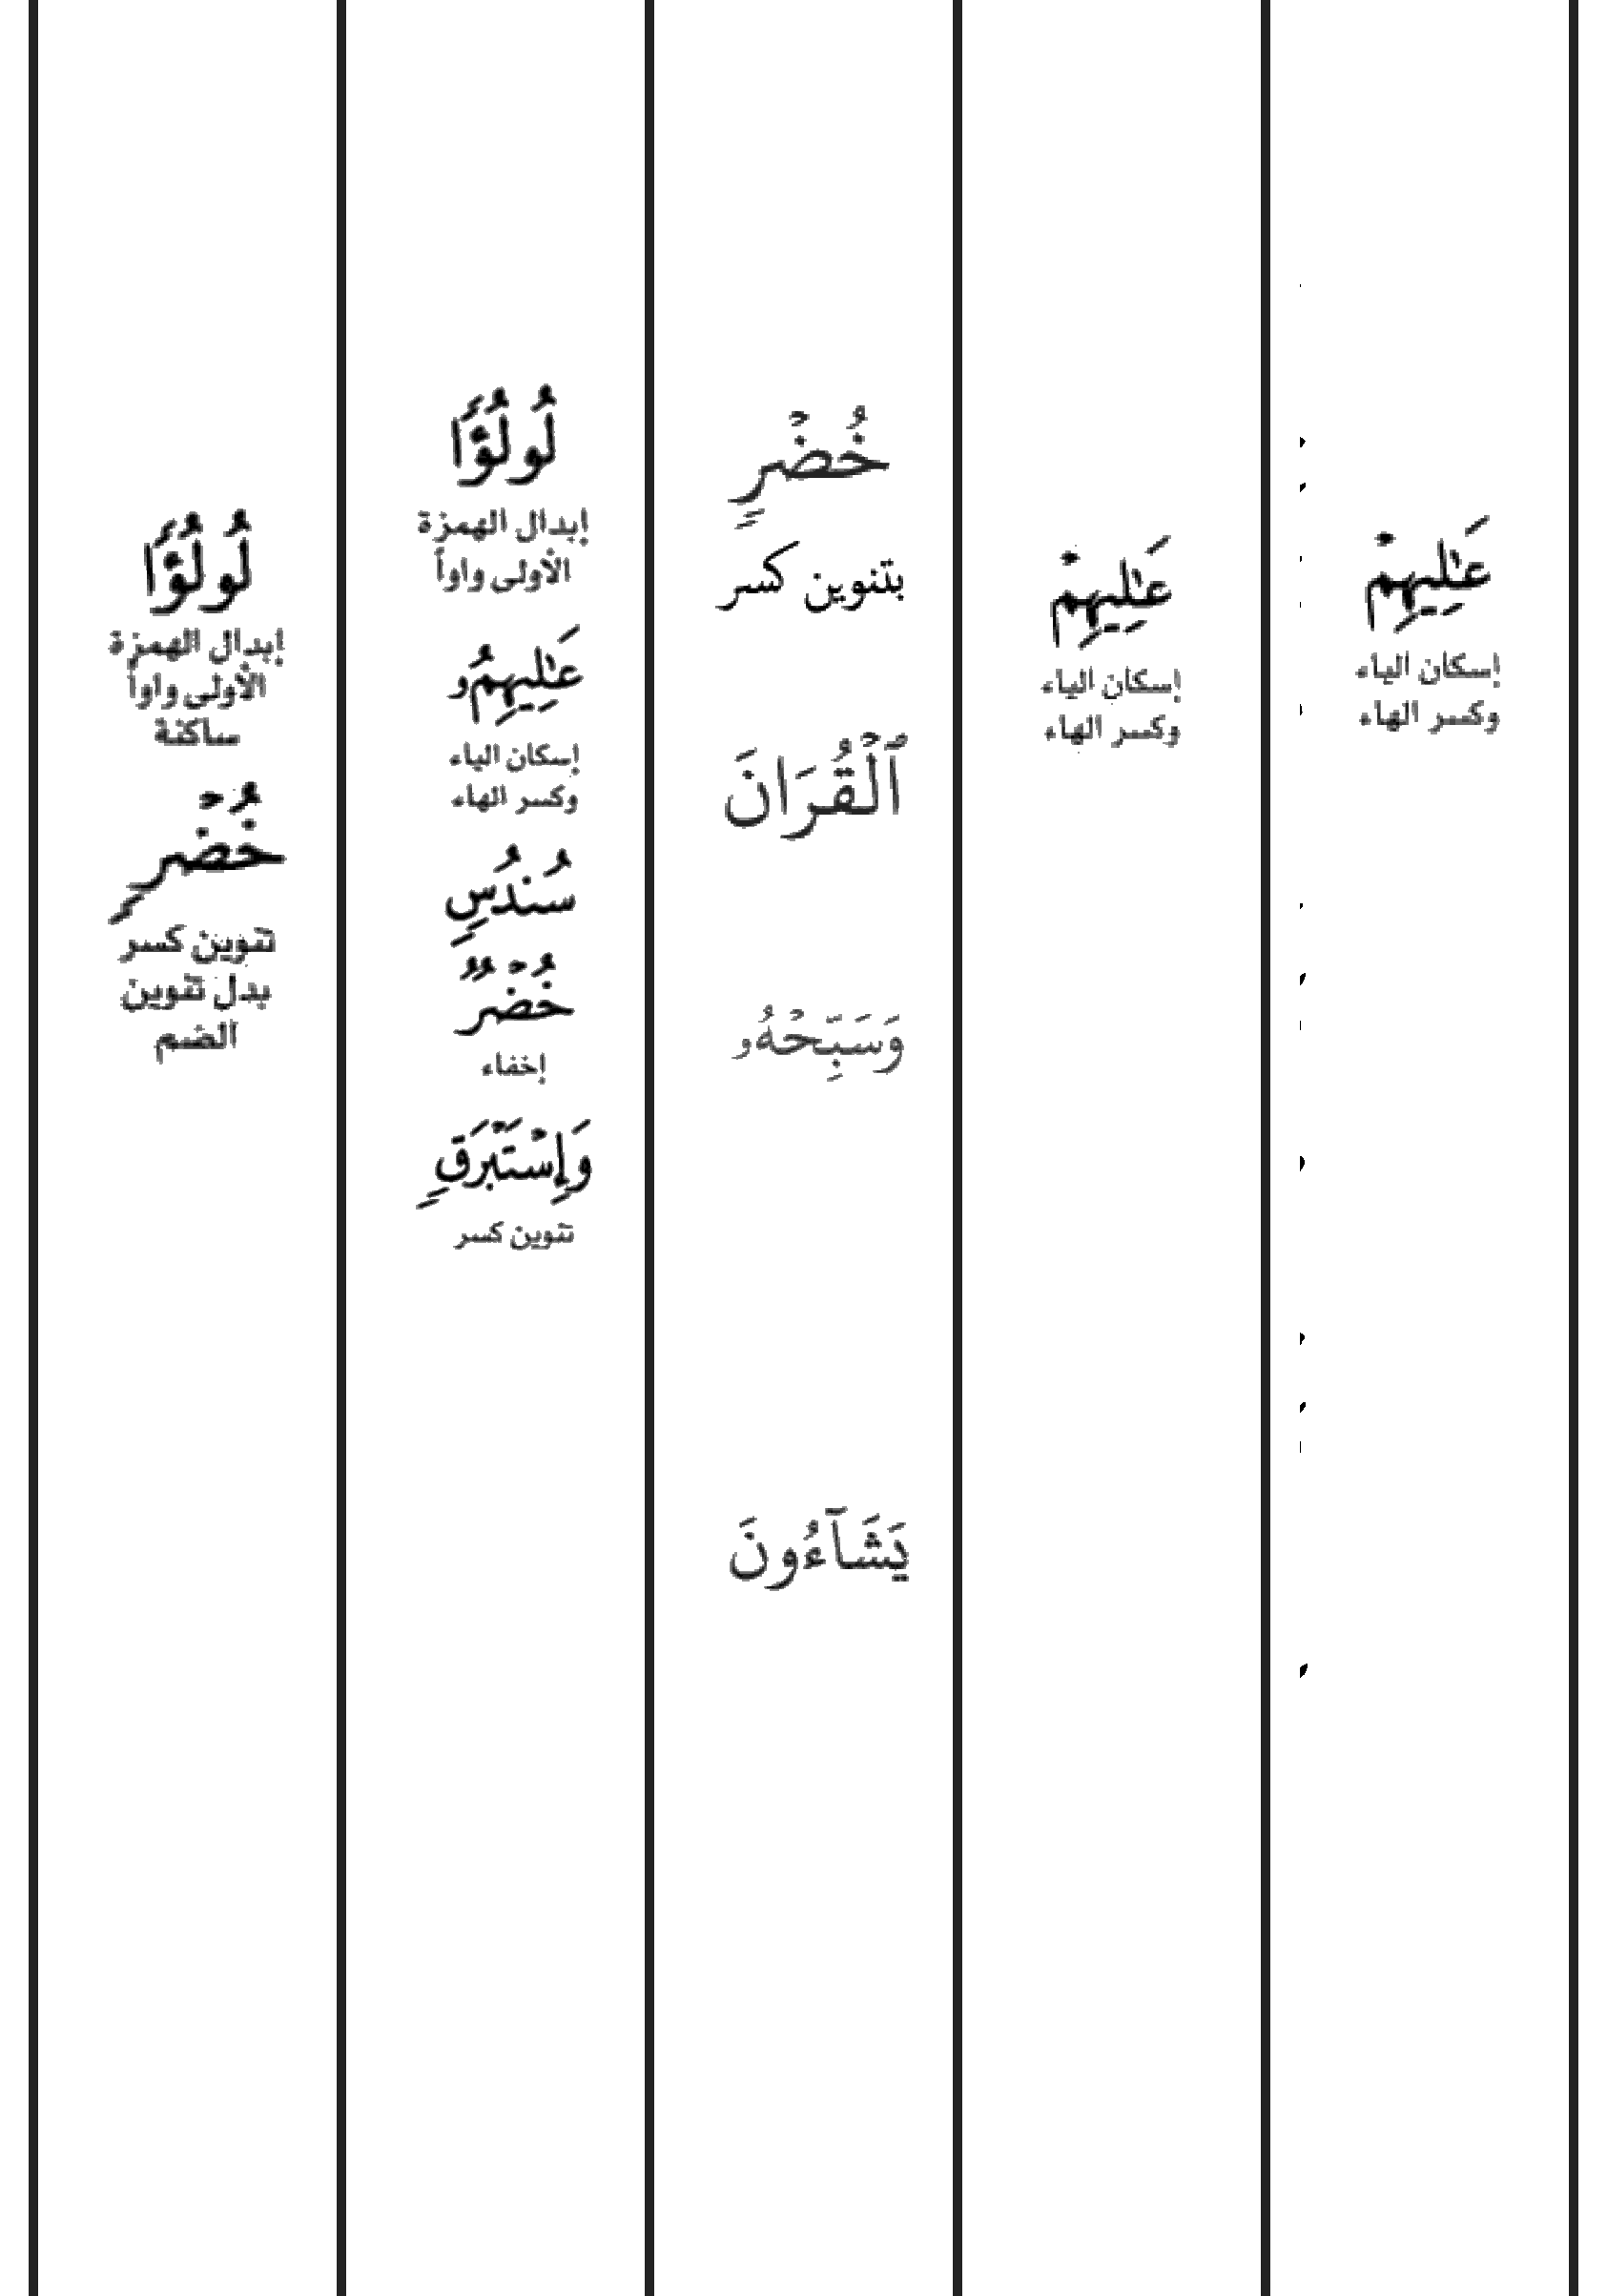 عَٰلِيهِمْ
إسكان الياء
وكسر الهاء
عَٰلِيهِمْ
إسكان الياء
وكسر الهاء
خُضْرٍ
بتنوين كسر
ٱلْقُرَانَ
وَسَبِّحْهُۥ
يَشَآءُونَ
لُولُؤًا
إبدال الهمزة
الأولى واواً
عَٰلِيهِمُۥ
إسكان الياء
وكسر الهاء
سُندُسٍ
خُضْرٌ
إخفاء
وَإِسْتَبْرَقٍ
تنوين كسر
لُولُؤًا
إبدال الهمزة
الأولى واواً
ساكنة
خُضْرٍ
تنوين كسر
بدل تنوين
الضم